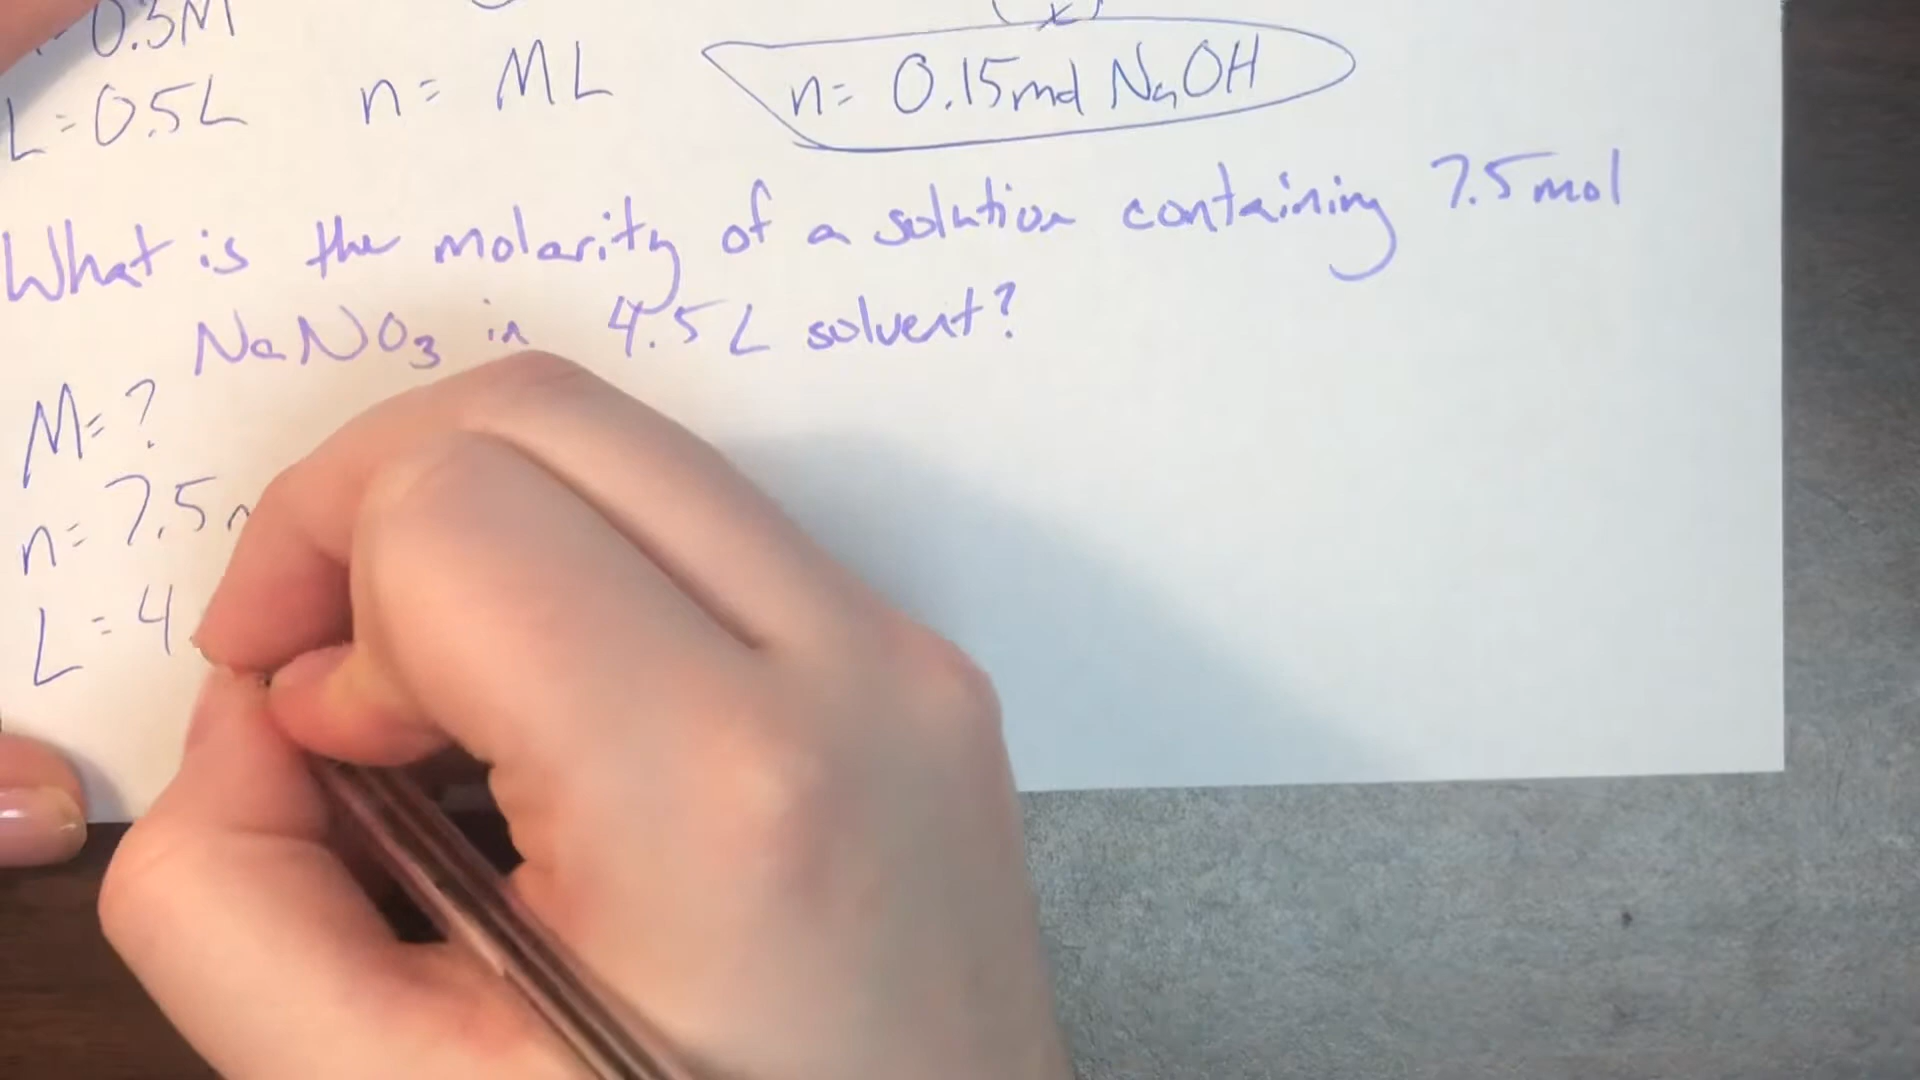 0.3M
L=0.5L n= ML n= 0.15mol NaOH
What is the molarity of a solution containing 7.5mol
NaNO3 in 4.5L solvent?
M=?
n= 7.5
L=4.